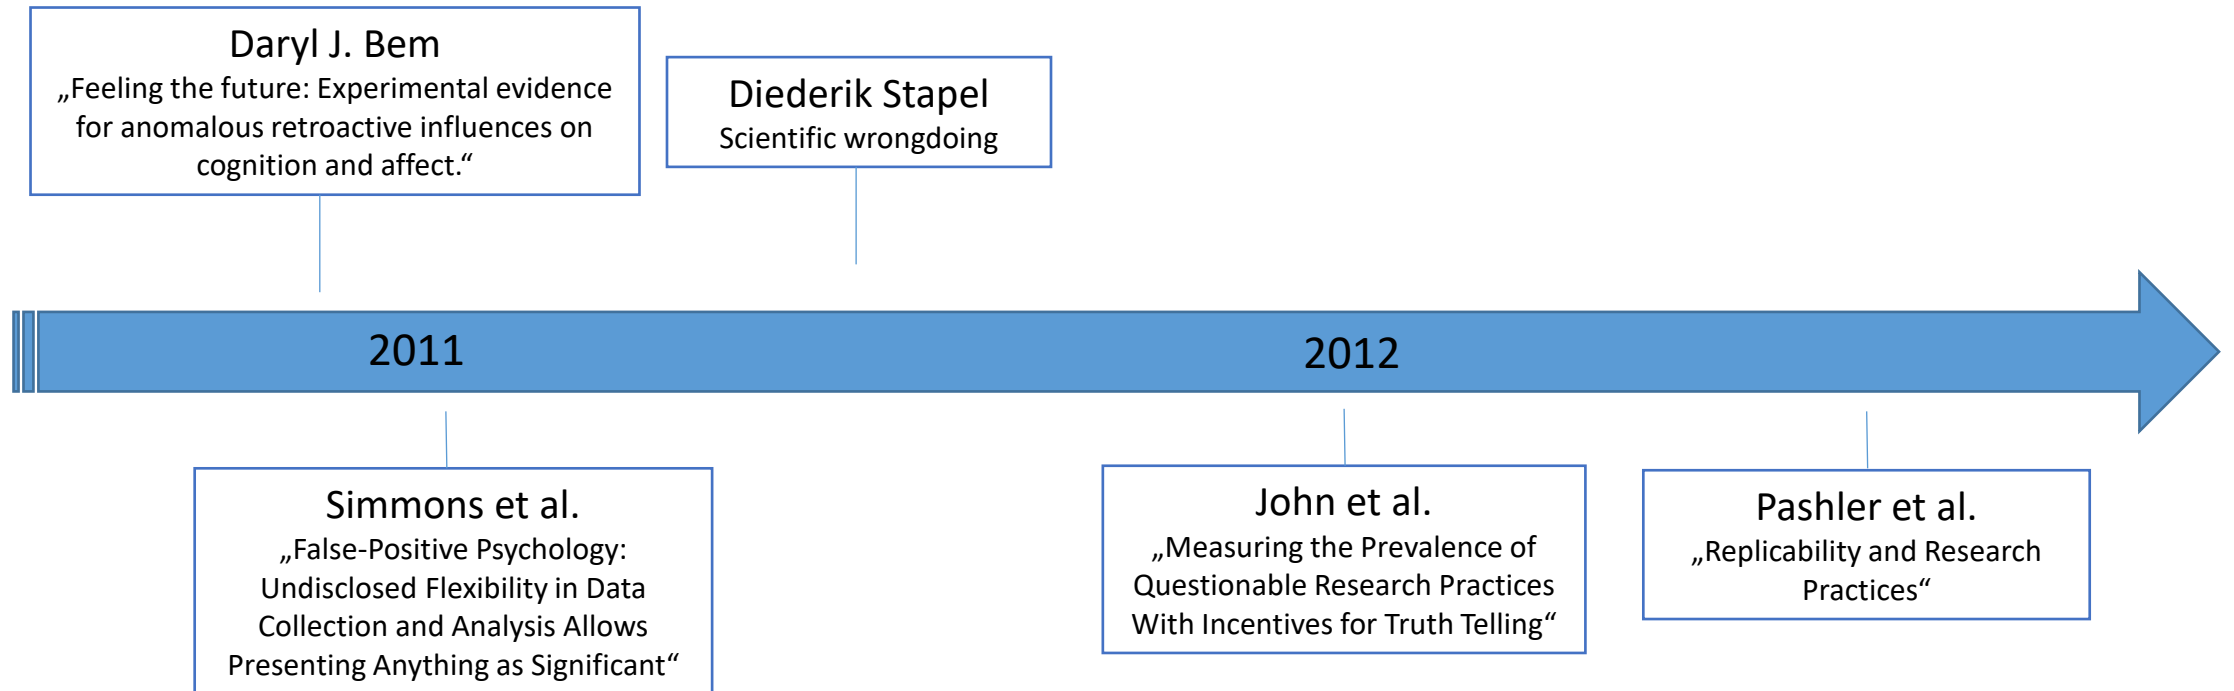 Daryl J. Bem
„Feeling the future: Experimental evidence
for anomalous retroactive influences on
cognition and affect.“
Diederik Stapel
Scientific wrongdoing
2011
2012
Simmons et al.
„False-Positive Psychology:
Undisclosed Flexibility in Data
Collection and Analysis Allows
Presenting Anything as Significant“
John et al.
„Measuring the Prevalence of
Questionable Research Practices
With Incentives for Truth Telling“
Pashler et al.
„Replicability and Research
Practices“